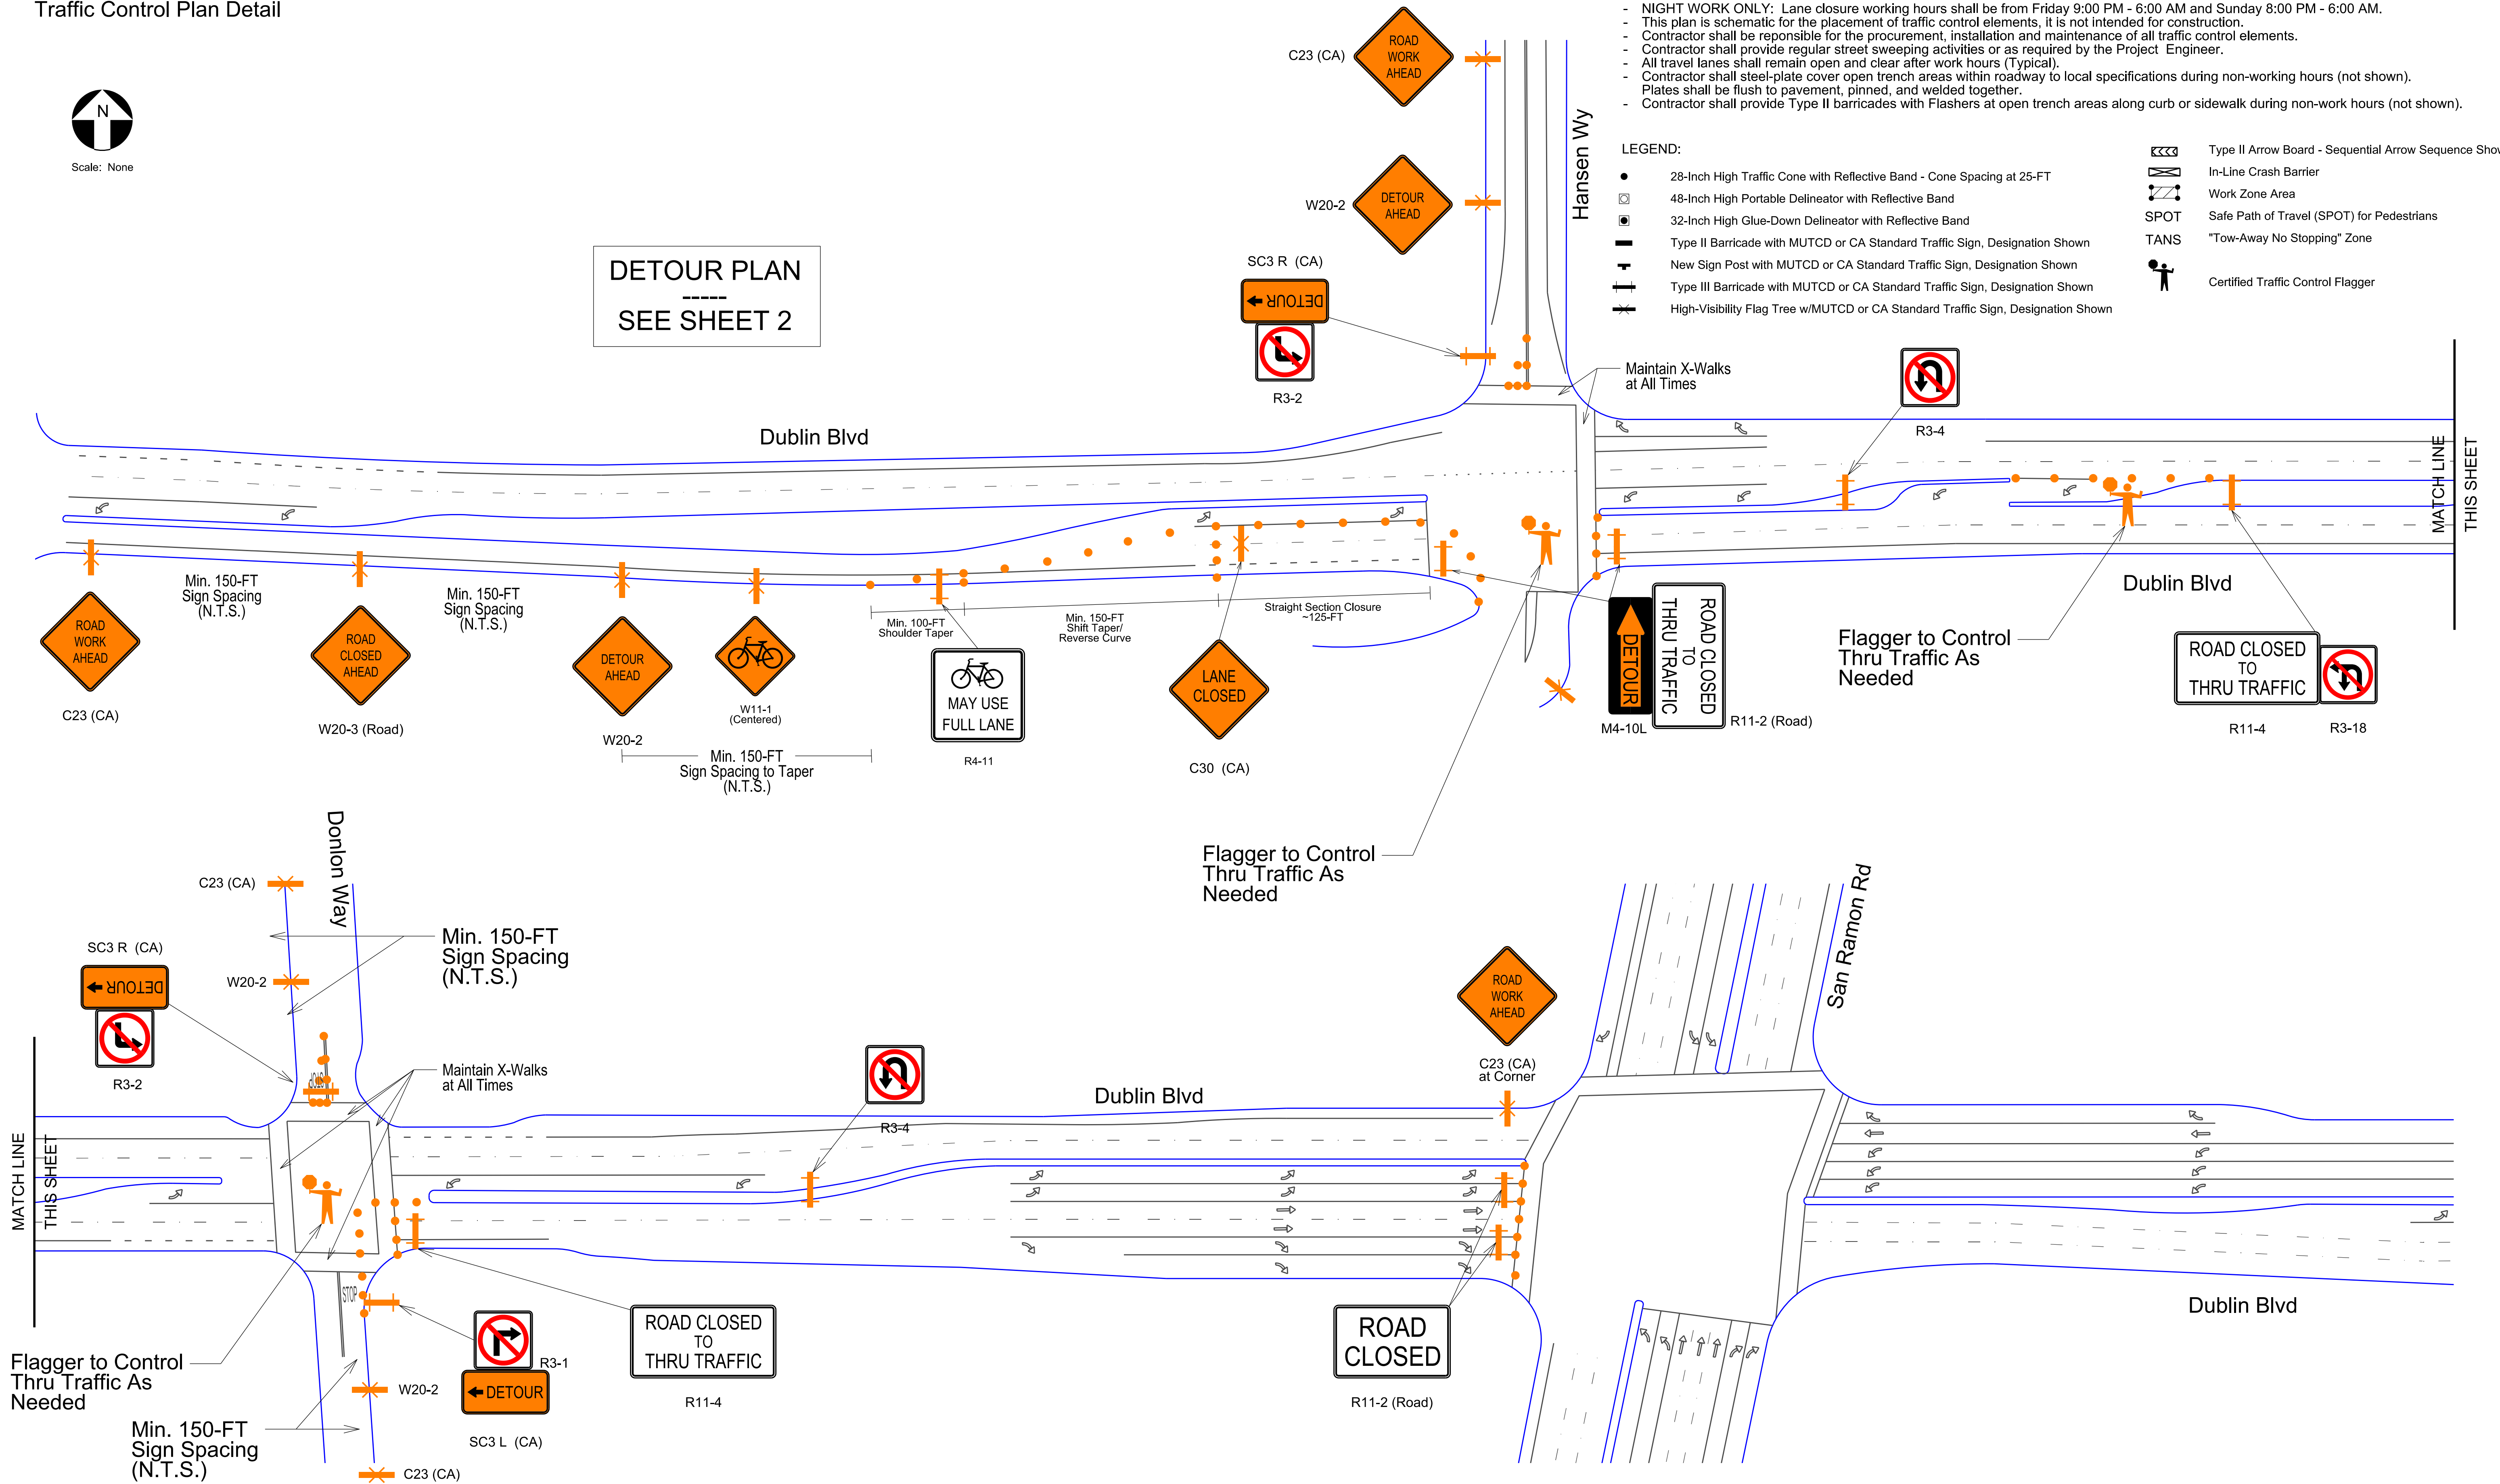 Traffic Control Plan Detail
N
Scale: None
DETOUR PLAN
-----
SEE SHEET 2
- NIGHT WORK ONLY: Lane closure working hours shall be from Friday 9:00 PM - 6:00 AM and Sunday 8:00 PM - 6:00 AM.
- This plan is schematic for the placement of traffic control elements, it is not intended for construction.
- Contractor shall be reponsible for the procurement, installation and maintenance of all traffic control elements.
- Contractor shall provide regular street sweeping activities or as required by the Project Engineer.
- All travel lanes shall remain open and clear after work hours (Typical).
- Contractor shall steel-plate cover open trench areas within roadway to local specifications during non-working hours (not shown).
Plates shall be flush to pavement, pinned, and welded together.
- Contractor shall provide Type II barricades with Flashers at open trench areas along curb or sidewalk during non-work hours (not shown).
LEGEND:
28-Inch High Traffic Cone with Reflective Band - Cone Spacing at 25-FT
48-Inch High Portable Delineator with Reflective Band
32-Inch High Glue-Down Delineator with Reflective Band
Type II Barricade with MUTCD or CA Standard Traffic Sign, Designation Shown
New Sign Post with MUTCD or CA Standard Traffic Sign, Designation Shown
Type III Barricade with MUTCD or CA Standard Traffic Sign, Designation Shown
High-Visibility Flag Tree w/MUTCD or CA Standard Traffic Sign, Designation Shown
Type II Arrow Board - Sequential Arrow Sequence Show
In-Line Crash Barrier
Work Zone Area
SPOT Safe Path of Travel (SPOT) for Pedestrians
TANS "Tow-Away No Stopping" Zone
Certified Traffic Control Flagger
C23 (CA)
ROAD
WORK
AHEAD
W20-2
DETOUR
AHEAD
SC3 R (CA)
DETOUR
R3-2
Hansen Wy
Maintain X-Walks
at All Times
R3-4
Dublin Blvd
MATCH LINE
THIS SHEET
Min. 150-FT
Sign Spacing
(N.T.S.)
Min. 150-FT
Sign Spacing
(N.T.S.)
ROAD
WORK
AHEAD
C23 (CA)
ROAD
CLOSED
AHEAD
W20-3 (Road)
DETOUR
AHEAD
W20-2
W11-1
(Centered)
Min. 150-FT
Sign Spacing to Taper
(N.T.S.)
Min. 100-FT
Shoulder Taper
MAY USE
FULL LANE
R4-11
Min. 150-FT
Shift Taper/
Reverse Curve
Straight Section Closure
~125-FT
LANE
CLOSED
C30 (CA)
DETOUR
M4-10L
ROAD CLOSED
TO
THRU TRAFFIC
R11-2 (Road)
Flagger to Control
Thru Traffic As
Needed
Flagger to Control
Thru Traffic As
Needed
Dublin Blvd
ROAD CLOSED
TO
THRU TRAFFIC
R11-4
R3-18
Donlon Way
C23 (CA)
Min. 150-FT
Sign Spacing
(N.T.S.)
SC3 R (CA)
DETOUR
R3-2
W20-2
STOP
Maintain X-Walks
at All Times
MATCH LINE
THIS SHEET
R3-4
Dublin Blvd
ROAD
WORK
AHEAD
C23 (CA)
at Corner
San Ramon Rd
Flagger to Control
Thru Traffic As
Needed
STOP
R3-1
DETOUR
SC3 L (CA)
W20-2
Min. 150-FT
Sign Spacing
(N.T.S.)
C23 (CA)
ROAD CLOSED
TO
THRU TRAFFIC
R11-4
ROAD
CLOSED
R11-2 (Road)
Dublin Blvd